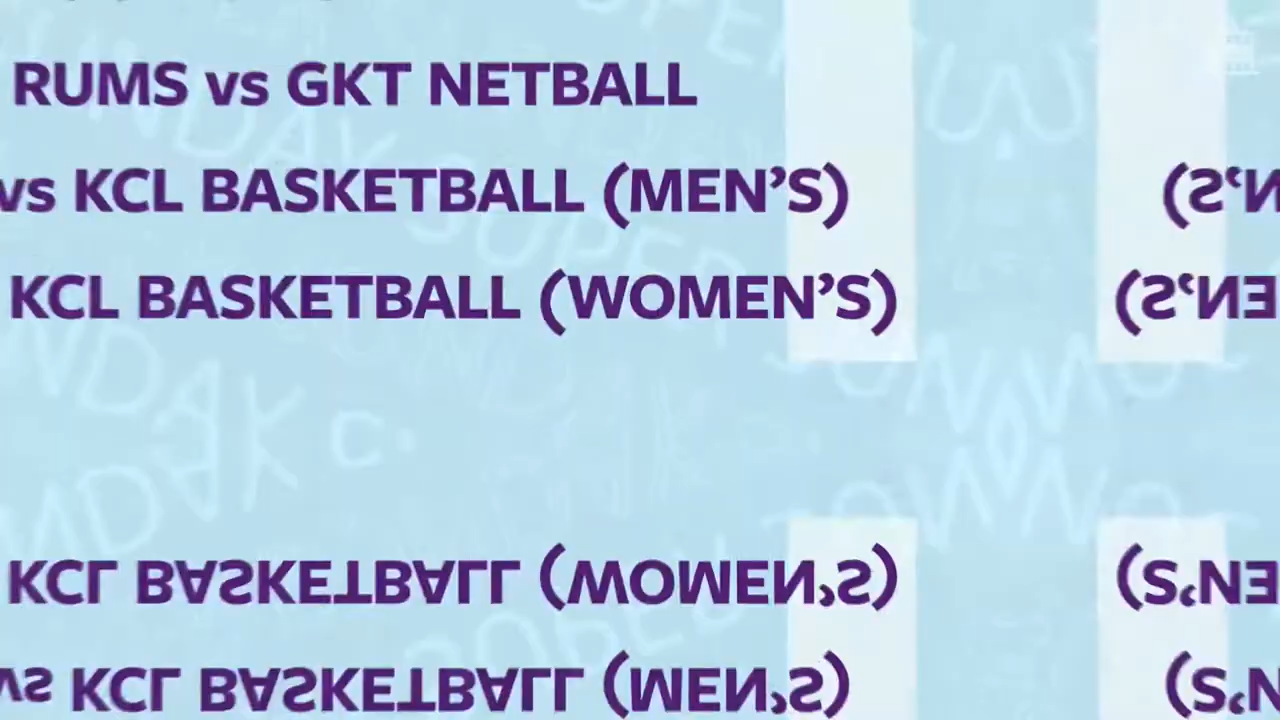 RUMS vs GKT NETBALL
vs KCL BASKETBALL (MEN’S)
KCL BASKETBALL (WOMEN’S)
KCL BASKETBALL (WOMEN’S)
vs KCL BASKETBALL (MEN’S)